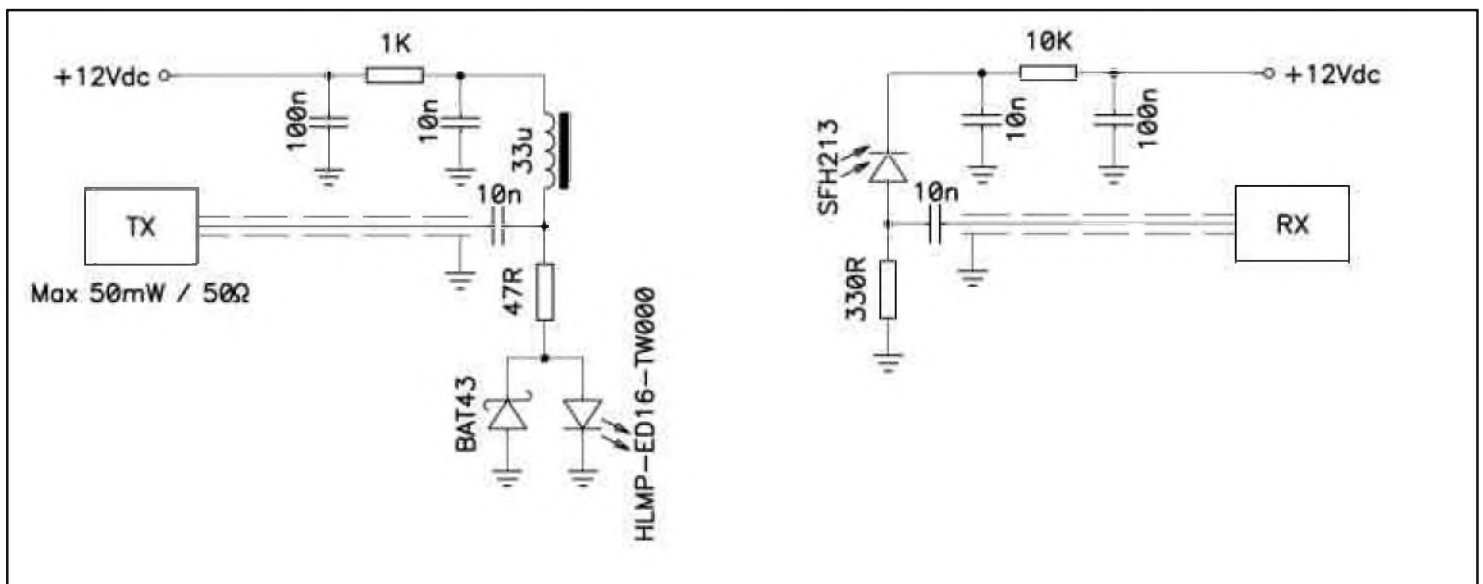 1K
+12Vdc
100n
10n
33u
10n
TX
Max 50mW / 50Ω
47R
BAT43
HLMP-ED16-TW000
10K
+12Vdc
10n
100n
SFH213
10n
RX
330R